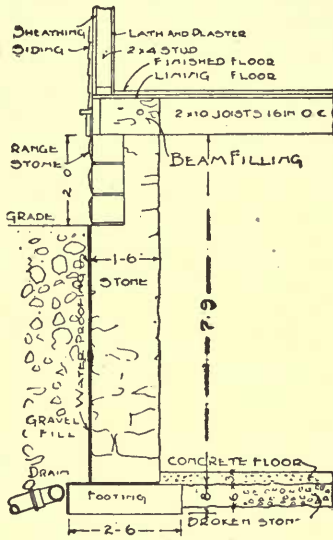 SHEATHING
LATH AND PLASTER
SIDING
2x4 STUD
FINISHED FLOOR
LINING FLOOR
2x10 JOISTS 16 IN O C
RANGE
STONE
BEAM FILLING
2-0
GRADE
1-6
STONE
WATERPROOFING
7-9
GRAVEL
FILL
CONCRETE FLOOR
DRAIN
FOOTING
8
6
3
BROKEN STONE
2-6